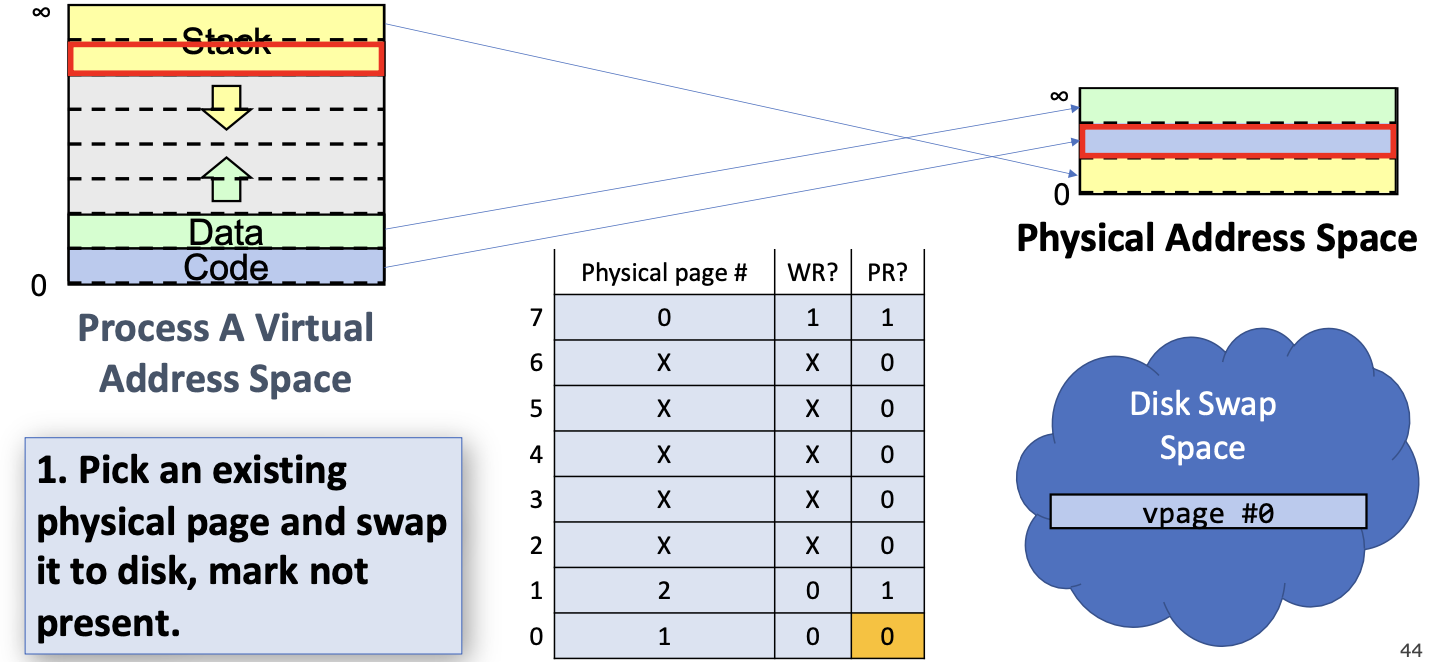 ∞
Stack
Data
Code
0
Process A Virtual
Address Space
∞
0
Physical Address Space
1. Pick an existing
physical page and swap
it to disk, mark not
present.
Physical page # WR? PR?
7 0 1 1
6 X X 0
5 X X 0
4 X X 0
3 X X 0
2 X X 0
1 2 0 1
0 1 0 0
Disk Swap
Space
vpage #0
44